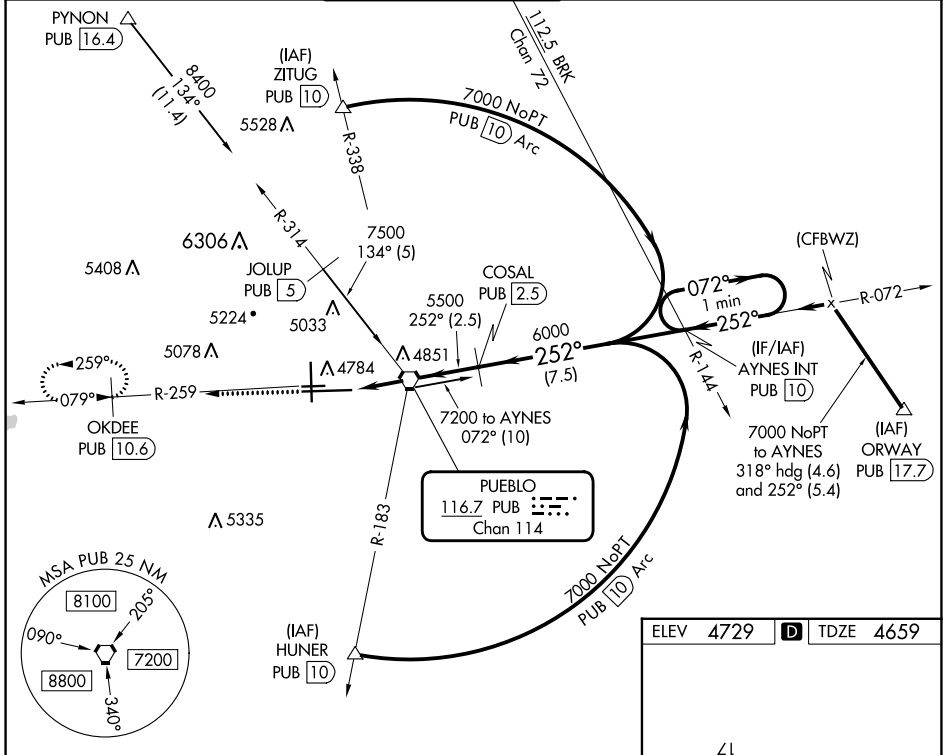 PYNON
PUB 16.4
8400
134°
(11.4)
(IAF)
ZITUG
PUB 10
5528
R-338
7000 NoPT
PUB 10 Arc
112.5 BRK
Chan 72
R-314
7500
134° (5)
6306
JOLUP
PUB 5
5408
5224
5033
5078
4784
4851
COSAL
PUB 2.5
5500
252° (2.5)
6000
252°
(7.5)
072°
1 min
252°
(CFBWZ)
R-072
(IF/IAF)
AYNES INT
PUB 10
R-144
7000 NoPT
to AYNES
318° hdg (4.6)
and 252° (5.4)
(IAF)
ORWAY
PUB 17.7
259°
079°
R-259
OKDEE
PUB 10.6
7200 to AYNES
072° (10)
PUEBLO
116.7 PUB
Chan 114
5335
R-183
7000 NoPT
PUB 10 Arc
(IAF)
HUNER
PUB 10
MSA PUB 25 NM
8100
205°
090°
7200
8800
340°
ELEV 4729 D TDZE 4659
17